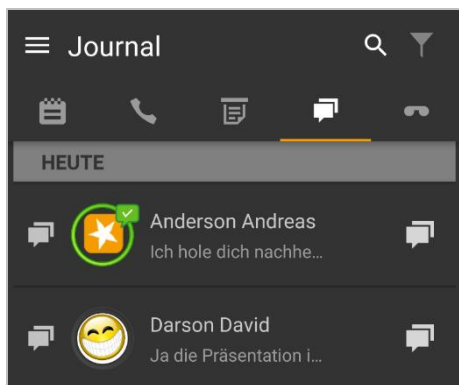 Journal
HEUTE
Anderson Andreas
Ich hole dich nachhe...
Darson David
Ja die Präsentation i...